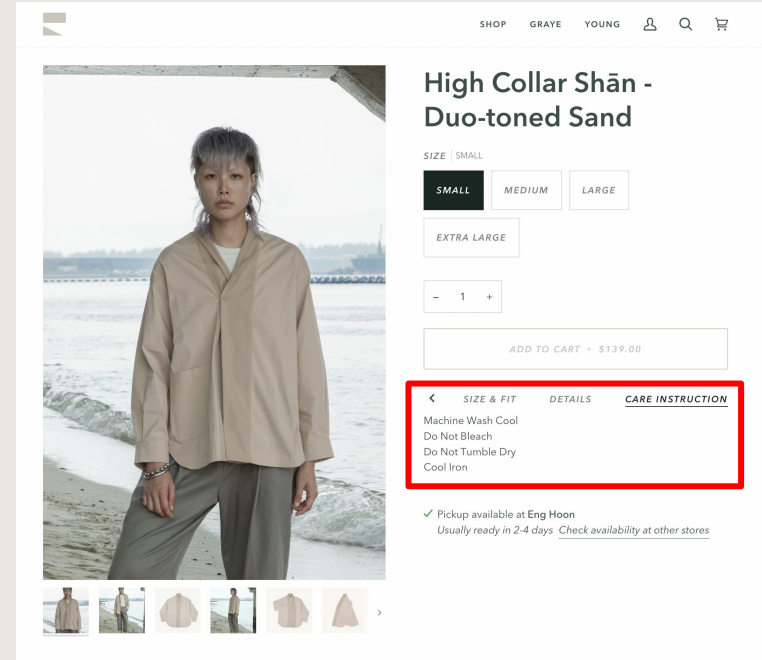 SHOP GRAYE YOUNG
High Collar Shān -
Duo-toned Sand
SIZE SMALL
SMALL MEDIUM LARGE
EXTRA LARGE
– 1 +
ADD TO CART • $139.00
SIZE & FIT DETAILS CARE INSTRUCTION
Machine Wash Cool
Do Not Bleach
Do Not Tumble Dry
Cool Iron
Pickup available at Eng Hoon
Usually ready in 2-4 days Check availability at other stores